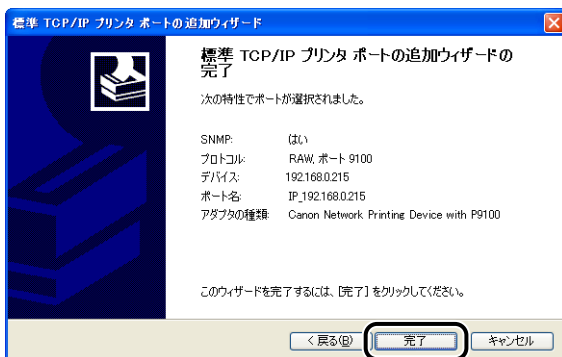 標準 TCP/IP プリンタ ポートの追加ウィザード
標準 TCP/IP プリンタ ポートの追加ウィザードの
完了
次の特性でポートが選択されました。
SNMP: はい
プロトコル: RAW, ポート 9100
デバイス: 192.168.0.215
ポート名: IP_192.168.0.215
アダプタの種類: Canon Network Printing Device with P9100
このウィザードを完了するには、[完了] をクリックしてください。
< 戻る(B) 完了 キャンセル